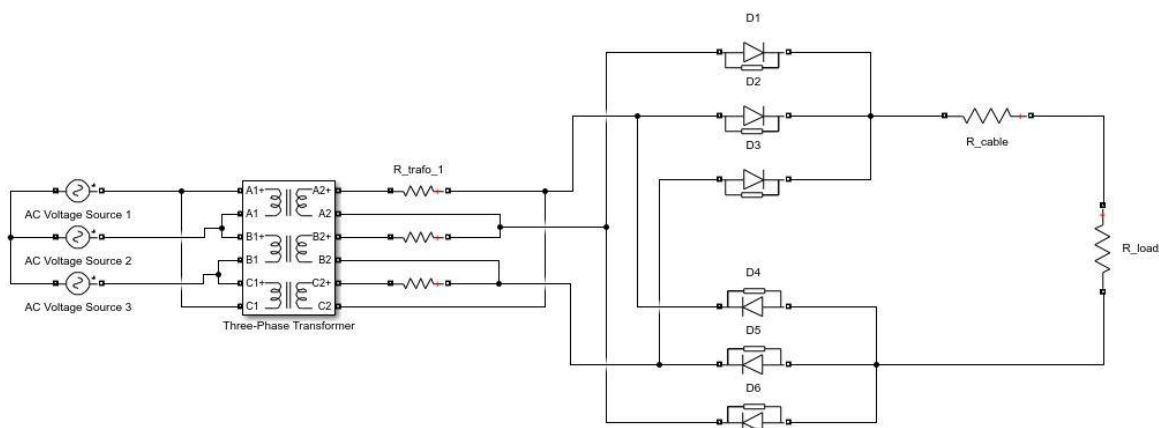 D1
D2
D3
R_cable
R_trafo_1
A1+ A2+
A1 A2
B1+ B2+
B1 B2
C1+ C2+
C1 C2
AC Voltage Source 1
AC Voltage Source 2
AC Voltage Source 3
Three-Phase Transformer
R_load
D4
D5
D6